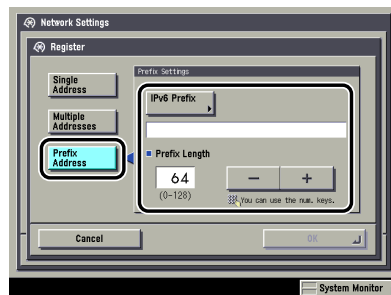 Network Settings
Register
Prefix Settings
Single
Address
IPv6 Prefix
Multiple
Addresses
Prefix
Address
Prefix Length
64
−
+
(0-128)
You can use the num. keys.
Cancel
OK
System Monitor